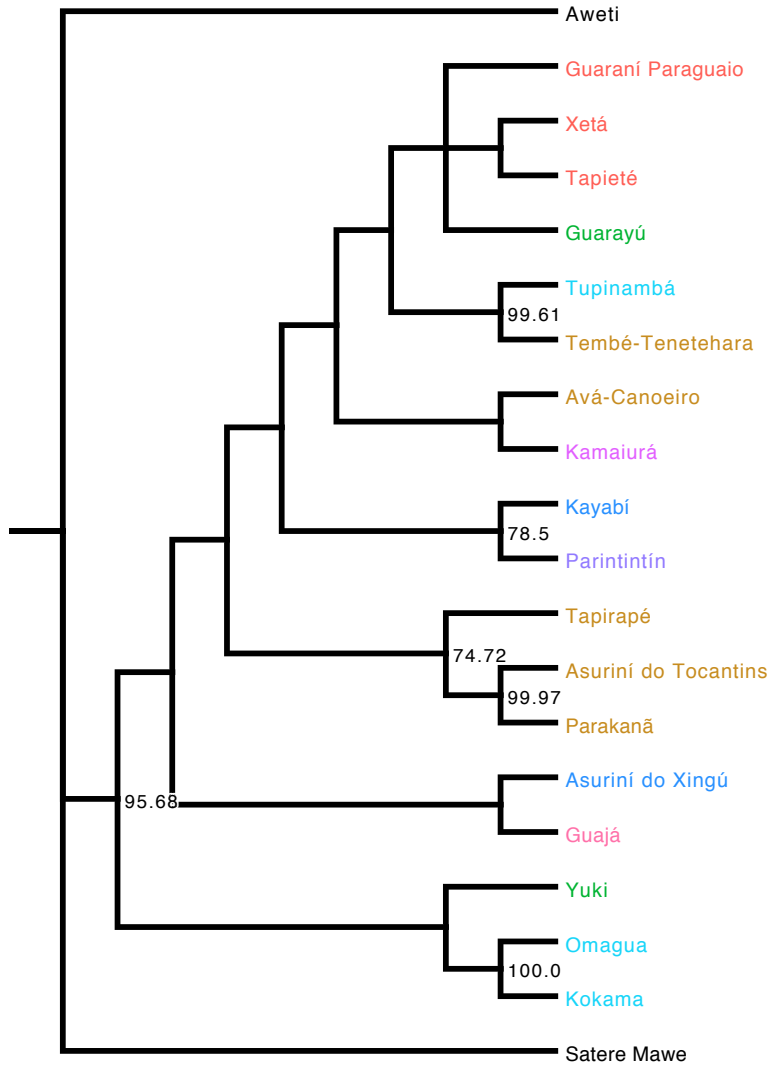 Aweti
Guaraní Paraguaio
Xetá
Tapieté
Guarayú
Tupinambá
99.61
Tembé-Tenetehara
Avá-Canoeiro
Kamaiurá
Kayabí
78.5
Parintintín
Tapirapé
74.72
Asuriní do Tocantins
99.97
Parakanã
Asuriní do Xingú
95.68
Guajá
Yuki
Omagua
100.0
Kokama
Satere Mawe